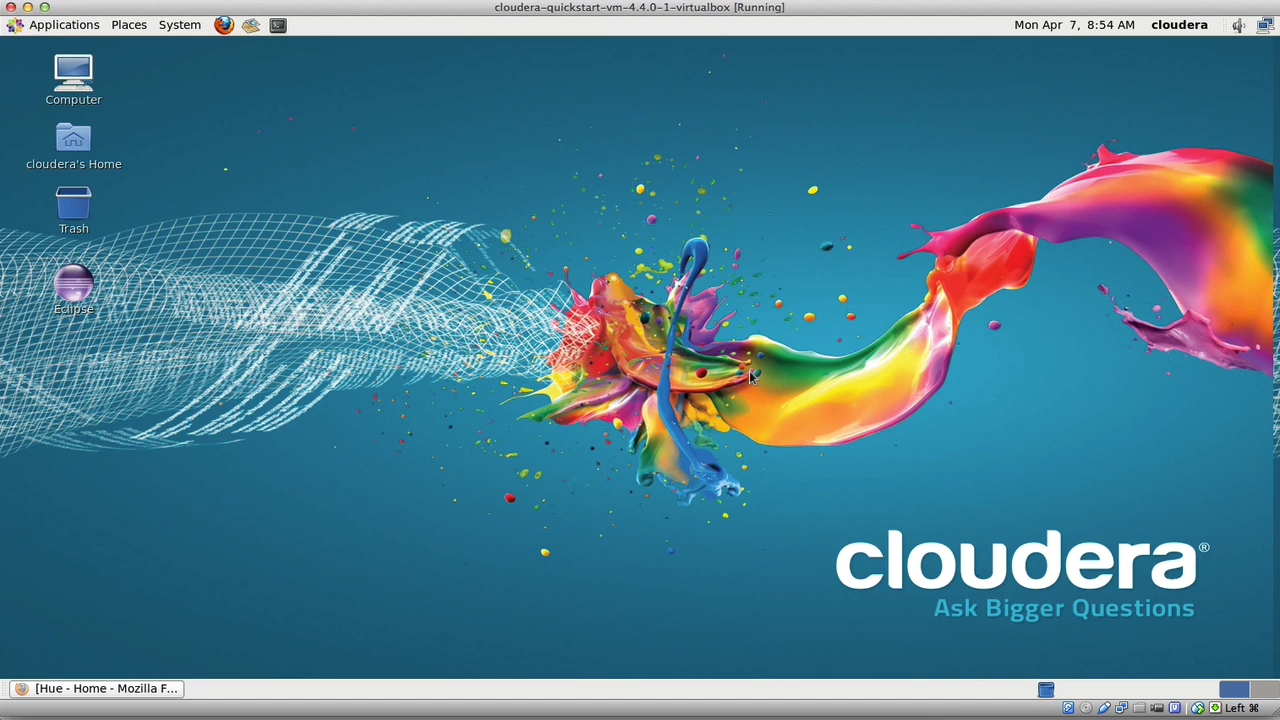 cloudera-quickstart-vm-4.4.0-1-virtualbox [Running]
Applications Places System Mon Apr 7, 8:54 AM cloudera
Computer
cloudera's Home
Trash
Eclipse
cloudera®
Ask Bigger Questions
[Hue - Home - Mozilla F...
Left ⌘